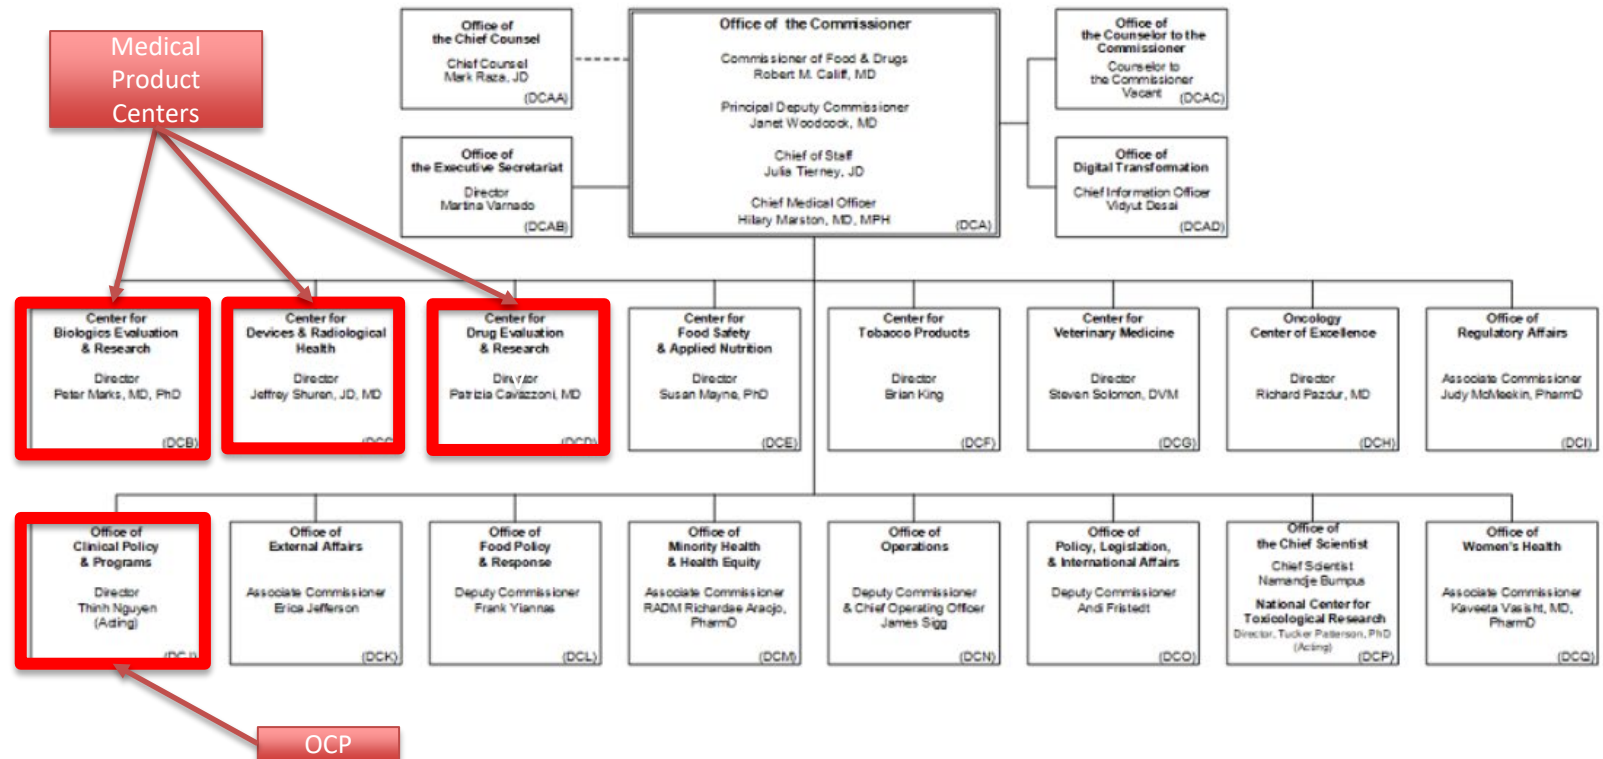 Medical
Product
Centers
Office of
the Chief Counsel
Chief Counsel
Mark Raza, JD
(DCAA)
Office of the Commissioner
Commissioner of Food & Drugs
Robert M. Califf, MD
Principal Deputy Commissioner
Janet Woodcock, MD
Chief of Staff
Julia Tierney, JD
Chief Medical Officer
Hilary Marston, MD, MPH
(DCA)
Office of
the Counselor to the
Commissioner
Counselor to
the Commissioner
Vacant
(DCAC)
Office of
the Executive Secretariat
Director
Martina Varnado
(DCAB)
Office of
Digital Transformation
Chief Information Officer
Vidyut Desai
(DCAD)
Center for
Biologics Evaluation
& Research
Director
Peter Marks, MD, PhD
(DCB)
Center for
Devices & Radiological
Health
Director
Jeffrey Shuren, JD, MD
(DCC
Center for
Drug Evaluation
& Research
Director
Patrizia Cavazzoni, MD
(DCD)
Center for
Food Safety
& Applied Nutrition
Director
Susan Mayne, PhD
(DCE)
Center for
Tobacco Products
Director
Brian King
(DCF)
Center for
Veterinary Medicine
Director
Steven Solomon, DVM
(DCG)
Oncology
Center of Excellence
Director
Richard Pazdur, MD
(DCH)
Office of
Regulatory Affairs
Associate Commissioner
Judy McMeekin, PharmD
(DCI)
Office of
Clinical Policy
& Programs
Director
Thinh Nguyen
(Acting)
(DCJ)
Office of
External Affairs
Associate Commissioner
Erica Jefferson
(DCK)
Office of
Food Policy
& Response
Deputy Commissioner
Frank Yiannas
(DCL)
Office of
Minority Health
& Health Equity
Associate Commissioner
RADM Richardae Araojo,
PharmD
(DCM)
Office of
Operations
Deputy Commissioner
& Chief Operating Officer
James Sigg
(DCN)
Office of
Policy, Legislation,
& International Affairs
Deputy Commissioner
Andi Fristedt
(DCO)
Office of
the Chief Scientist
Chief Scientist
Namandje Bumpus
National Center for
Toxicological Research
Director, Tucker Patterson, PhD
(Acting)
(DCP)
Office of
Women's Health
Associate Commissioner
Kaveeta Vasisht, MD,
PharmD
(DCQ)
OCP